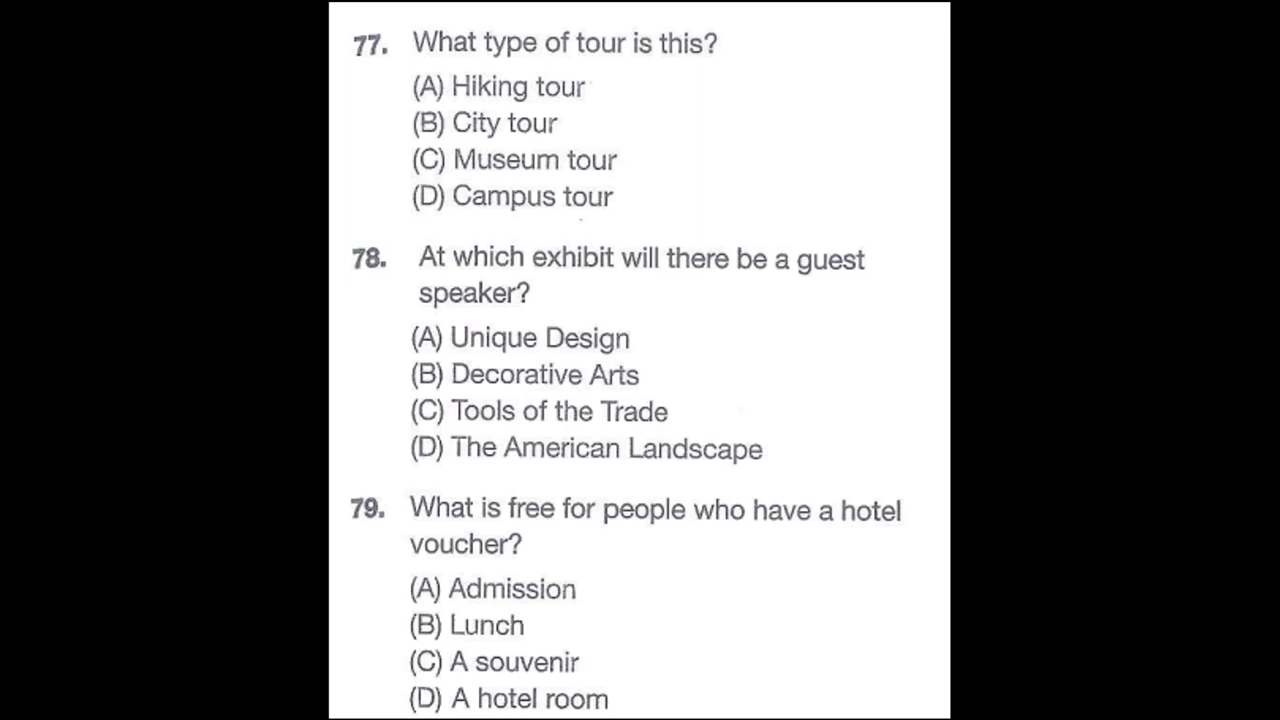 77. What type of tour is this?
(A) Hiking tour
(B) City tour
(C) Museum tour
(D) Campus tour
78. At which exhibit will there be a guest
speaker?
(A) Unique Design
(B) Decorative Arts
(C) Tools of the Trade
(D) The American Landscape
79. What is free for people who have a hotel
voucher?
(A) Admission
(B) Lunch
(C) A souvenir
(D) A hotel room